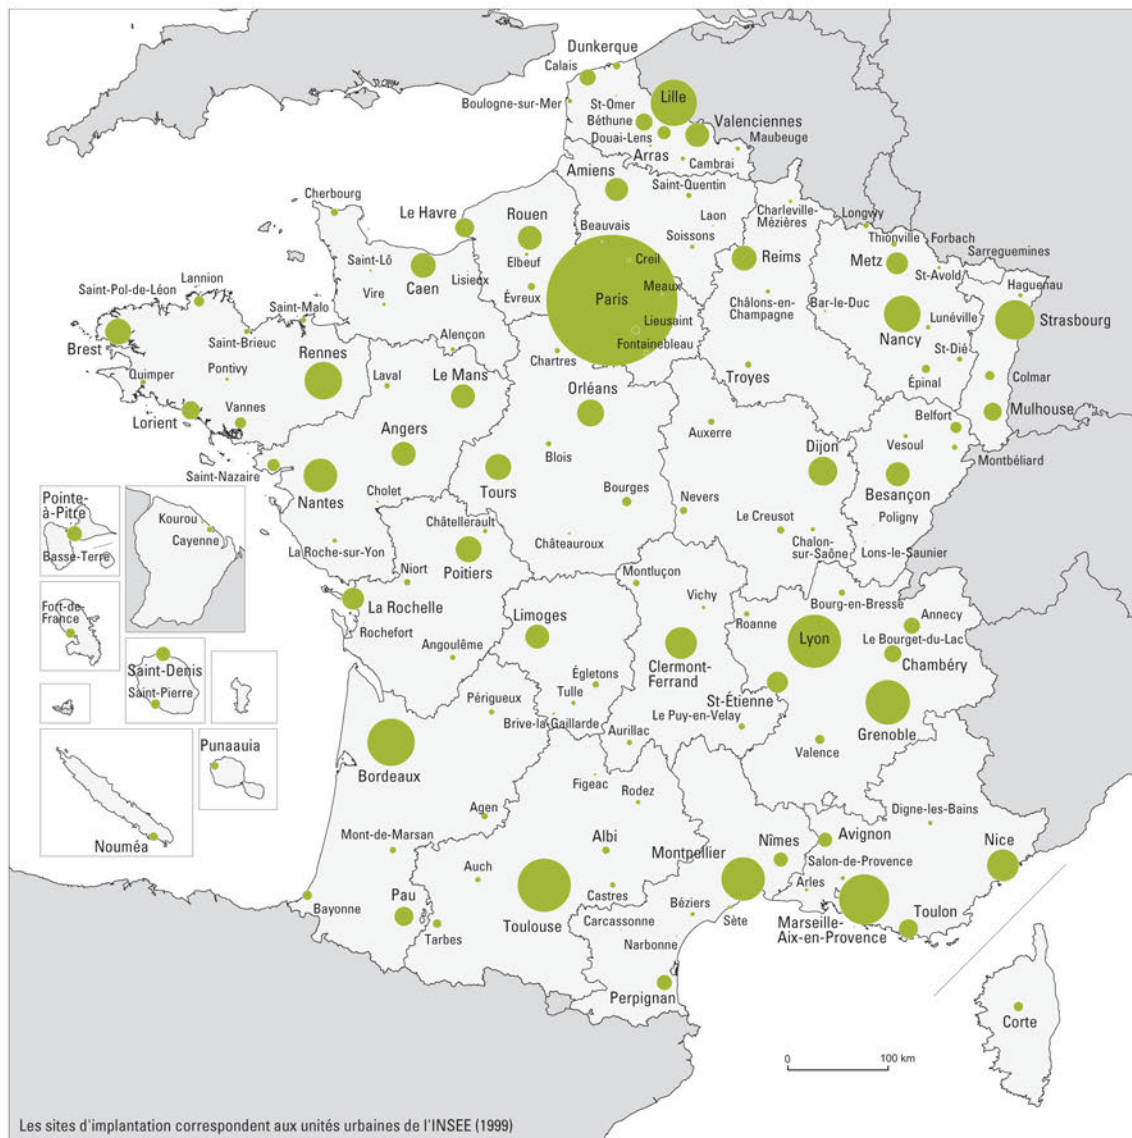 Dunkerque
Calais
Boulogne-sur-Mer
St-Omer
Lille
Béthune
Valenciennes
Douai-Lens
Maubeuge
Arras
Cambrai
Amiens
Saint-Quentin
Cherbourg
Le Havre
Rouen
Beauvais
Laon
Charleville-
Mézières
Longwy
Soissons
Thionville
Forbach
Sarreguemines
Saint-Lô
Elbeuf
Creil
Reims
Metz
St-Avold
Lannion
Caen
Lisieux
Évreux
Meaux
Haguenau
Saint-Pol-de-Léon
Vire
Paris
Châlons-en-
Champagne
Bar-le-Duc
Saint-Malo
Lieusaint
Lunéville
Strasbourg
Brest
Saint-Brieuc
Alençon
Fontainebleau
Nancy
Rennes
Chartres
St-Dié
Quimper
Pontivy
Laval
Le Mans
Orléans
Troyes
Épinal
Colmar
Lorient
Vannes
Mulhouse
Angers
Auxerre
Belfort
Blois
Dijon
Vesoul
Saint-Nazaire
Montbéliard
Nantes
Cholet
Tours
Bourges
Nevers
Besançon
Pointe-
à-Pitre
Kourou
Châtellerault
Le Creusot
Poligny
Cayenne
Châteauroux
Chalon-
sur-Saône
Basse-Terre
La Roche-sur-Yon
Lons-le-Saunier
Niort
Poitiers
Montluçon
Fort-de-
France
La Rochelle
Vichy
Bourg-en-Bresse
Annecy
Limoges
Roanne
Rochefort
Lyon
Le Bourget-du-Lac
Angoulême
Clermont-
Ferrand
Chambéry
Saint-Denis
Égletons
Saint-Pierre
Périgueux
Tulle
St-Étienne
Brive-la-Gaillarde
Le Puy-en-Velay
Grenoble
Aurillac
Punaauia
Valence
Bordeaux
Figeac
Rodez
Agen
Digne-les-Bains
Mont-de-Marsan
Albi
Nîmes
Avignon
Nice
Nouméa
Montpellier
Salon-de-Provence
Auch
Arles
Castres
Pau
Bayonne
Toulouse
Béziers
Sète
Toulon
Carcassonne
Marseille-
Aix-en-Provence
Tarbes
Narbonne
Perpignan
Corte
0 100 km
Les sites d'implantation correspondent aux unités urbaines de l'INSEE (1999)